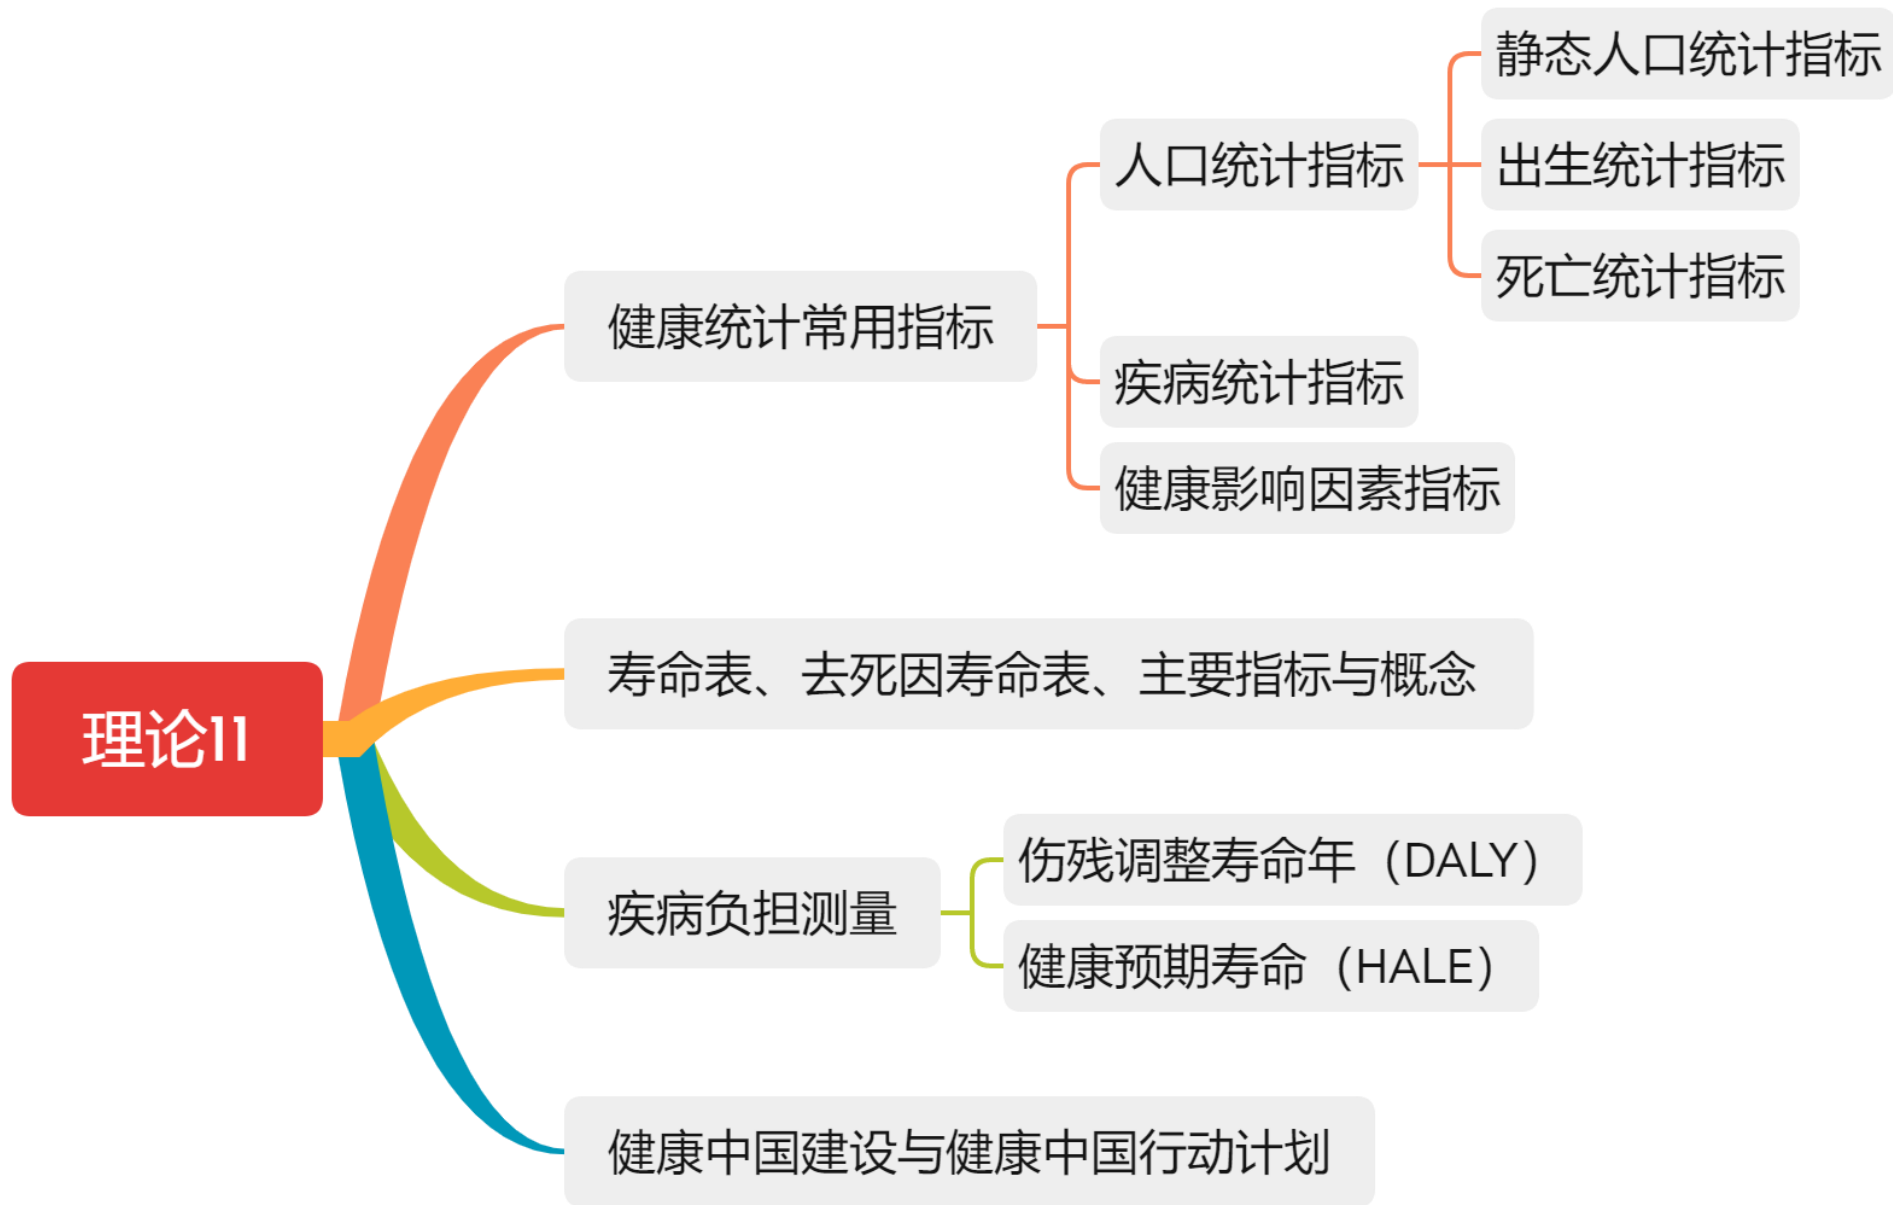 理论11
健康统计常用指标
人口统计指标
静态人口统计指标
出生统计指标
死亡统计指标
疾病统计指标
健康影响因素指标
寿命表、去死因寿命表、主要指标与概念
疾病负担测量
伤残调整寿命年（DALY）
健康预期寿命（HALE）
健康中国建设与健康中国行动计划